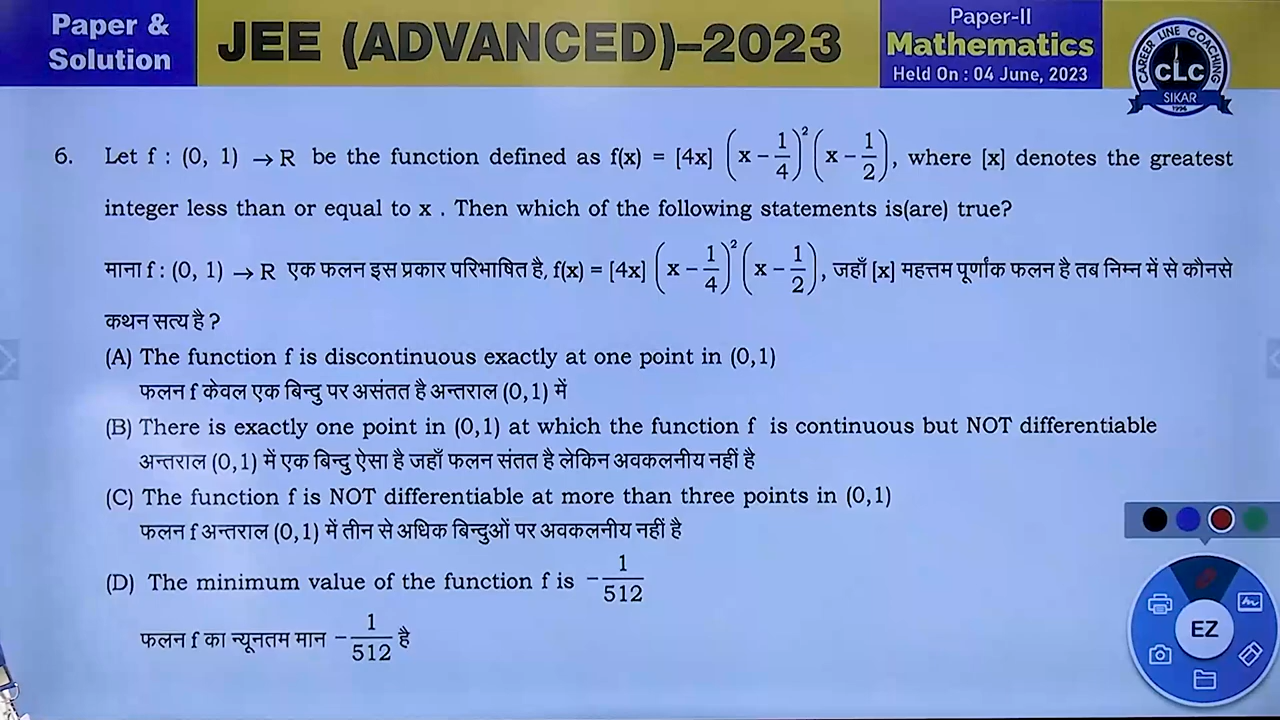 Paper & Solution
JEE (ADVANCED)–2023
Paper-II
Mathematics
Held On : 04 June, 2023
CAREER LINE COACHING
CLC
SIKAR
1996
6. Let f : (0, 1) → R be the function defined as f(x) = [4x] (x − 1/4)² (x − 1/2), where [x] denotes the greatest
integer less than or equal to x . Then which of the following statements is(are) true?
माना f : (0, 1) → R एक फलन इस प्रकार परिभाषित है, f(x) = [4x] (x − 1/4)² (x − 1/2), जहाँ [x] महत्तम पूर्णांक फलन है तब निम्न में से कौनसे
कथन सत्य है ?
(A) The function f is discontinuous exactly at one point in (0,1)
फलन f केवल एक बिन्दु पर असंतत है अन्तराल (0,1) में
(B) There is exactly one point in (0,1) at which the function f is continuous but NOT differentiable
अन्तराल (0,1) में एक बिन्दु ऐसा है जहाँ फलन संतत है लेकिन अवकलनीय नहीं है
(C) The function f is NOT differentiable at more than three points in (0,1)
फलन f अन्तराल (0,1) में तीन से अधिक बिन्दुओं पर अवकलनीय नहीं है
(D) The minimum value of the function f is −1/512
फलन f का न्यूनतम मान −1/512 है
EZ